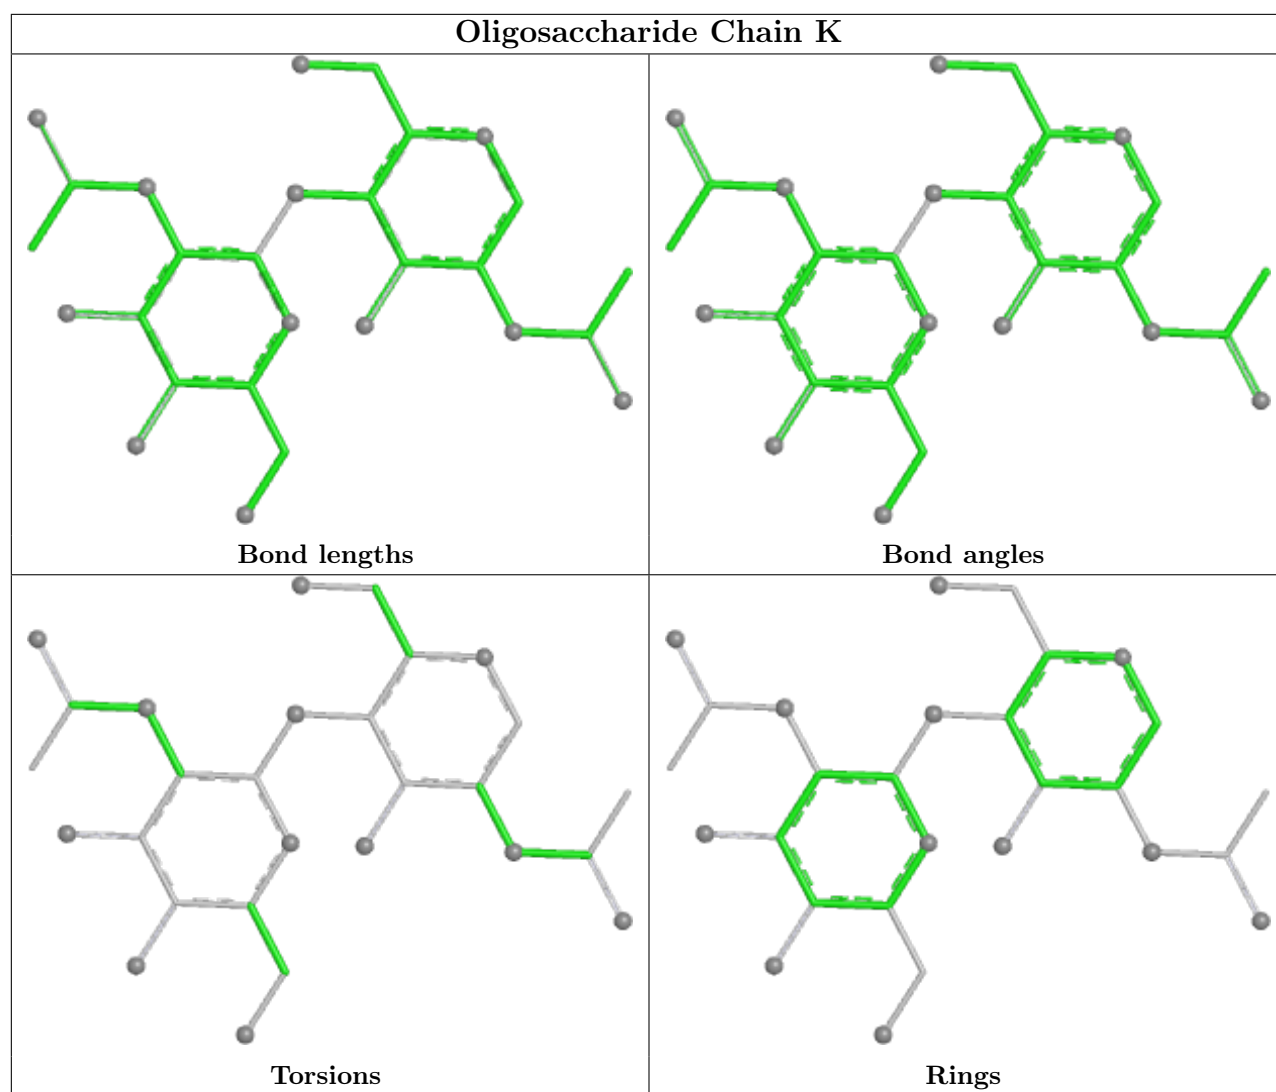 Oligosaccharide Chain K
Bond lengths
Bond angles
Torsions
Rings